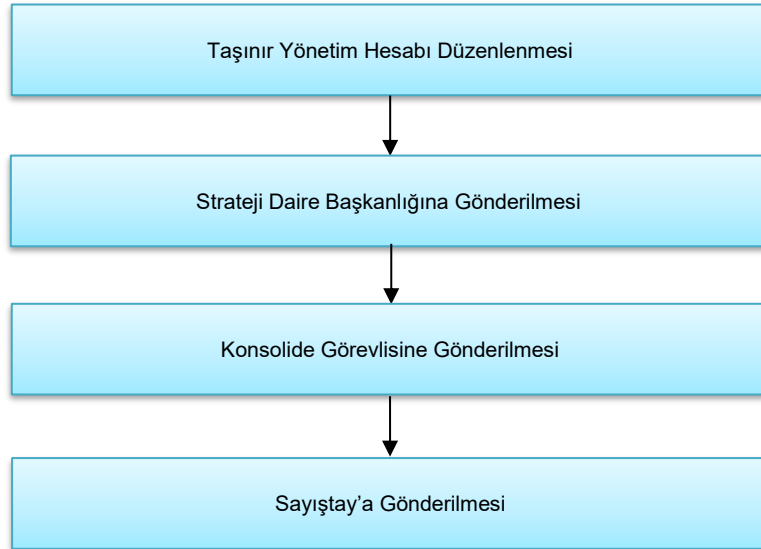 Taşınır Yönetim Hesabı Düzenlenmesi
Strateji Daire Başkanlığına Gönderilmesi
Konsolide Görevlisine Gönderilmesi
Sayıştay’a Gönderilmesi